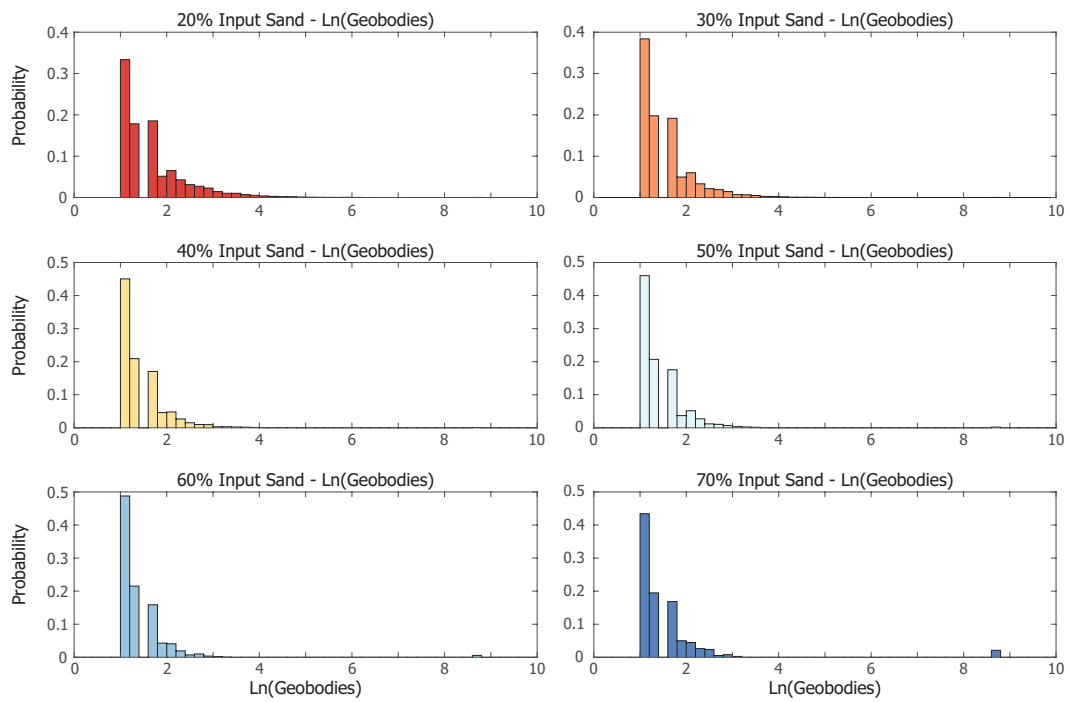 20% Input Sand - Ln(Geobodies)
Probability
0.4
0.3
0.2
0.1
0
0 2 4 6 8 10
30% Input Sand - Ln(Geobodies)
0.4
0.3
0.2
0.1
0
0 2 4 6 8 10
40% Input Sand - Ln(Geobodies)
Probability
0.5
0.4
0.3
0.2
0.1
0
0 2 4 6 8 10
50% Input Sand - Ln(Geobodies)
0.5
0.4
0.3
0.2
0.1
0
0 2 4 6 8 10
60% Input Sand - Ln(Geobodies)
Probability
0.5
0.4
0.3
0.2
0.1
0
0 2 4 6 8 10
Ln(Geobodies)
70% Input Sand - Ln(Geobodies)
0.5
0.4
0.3
0.2
0.1
0
0 2 4 6 8 10
Ln(Geobodies)